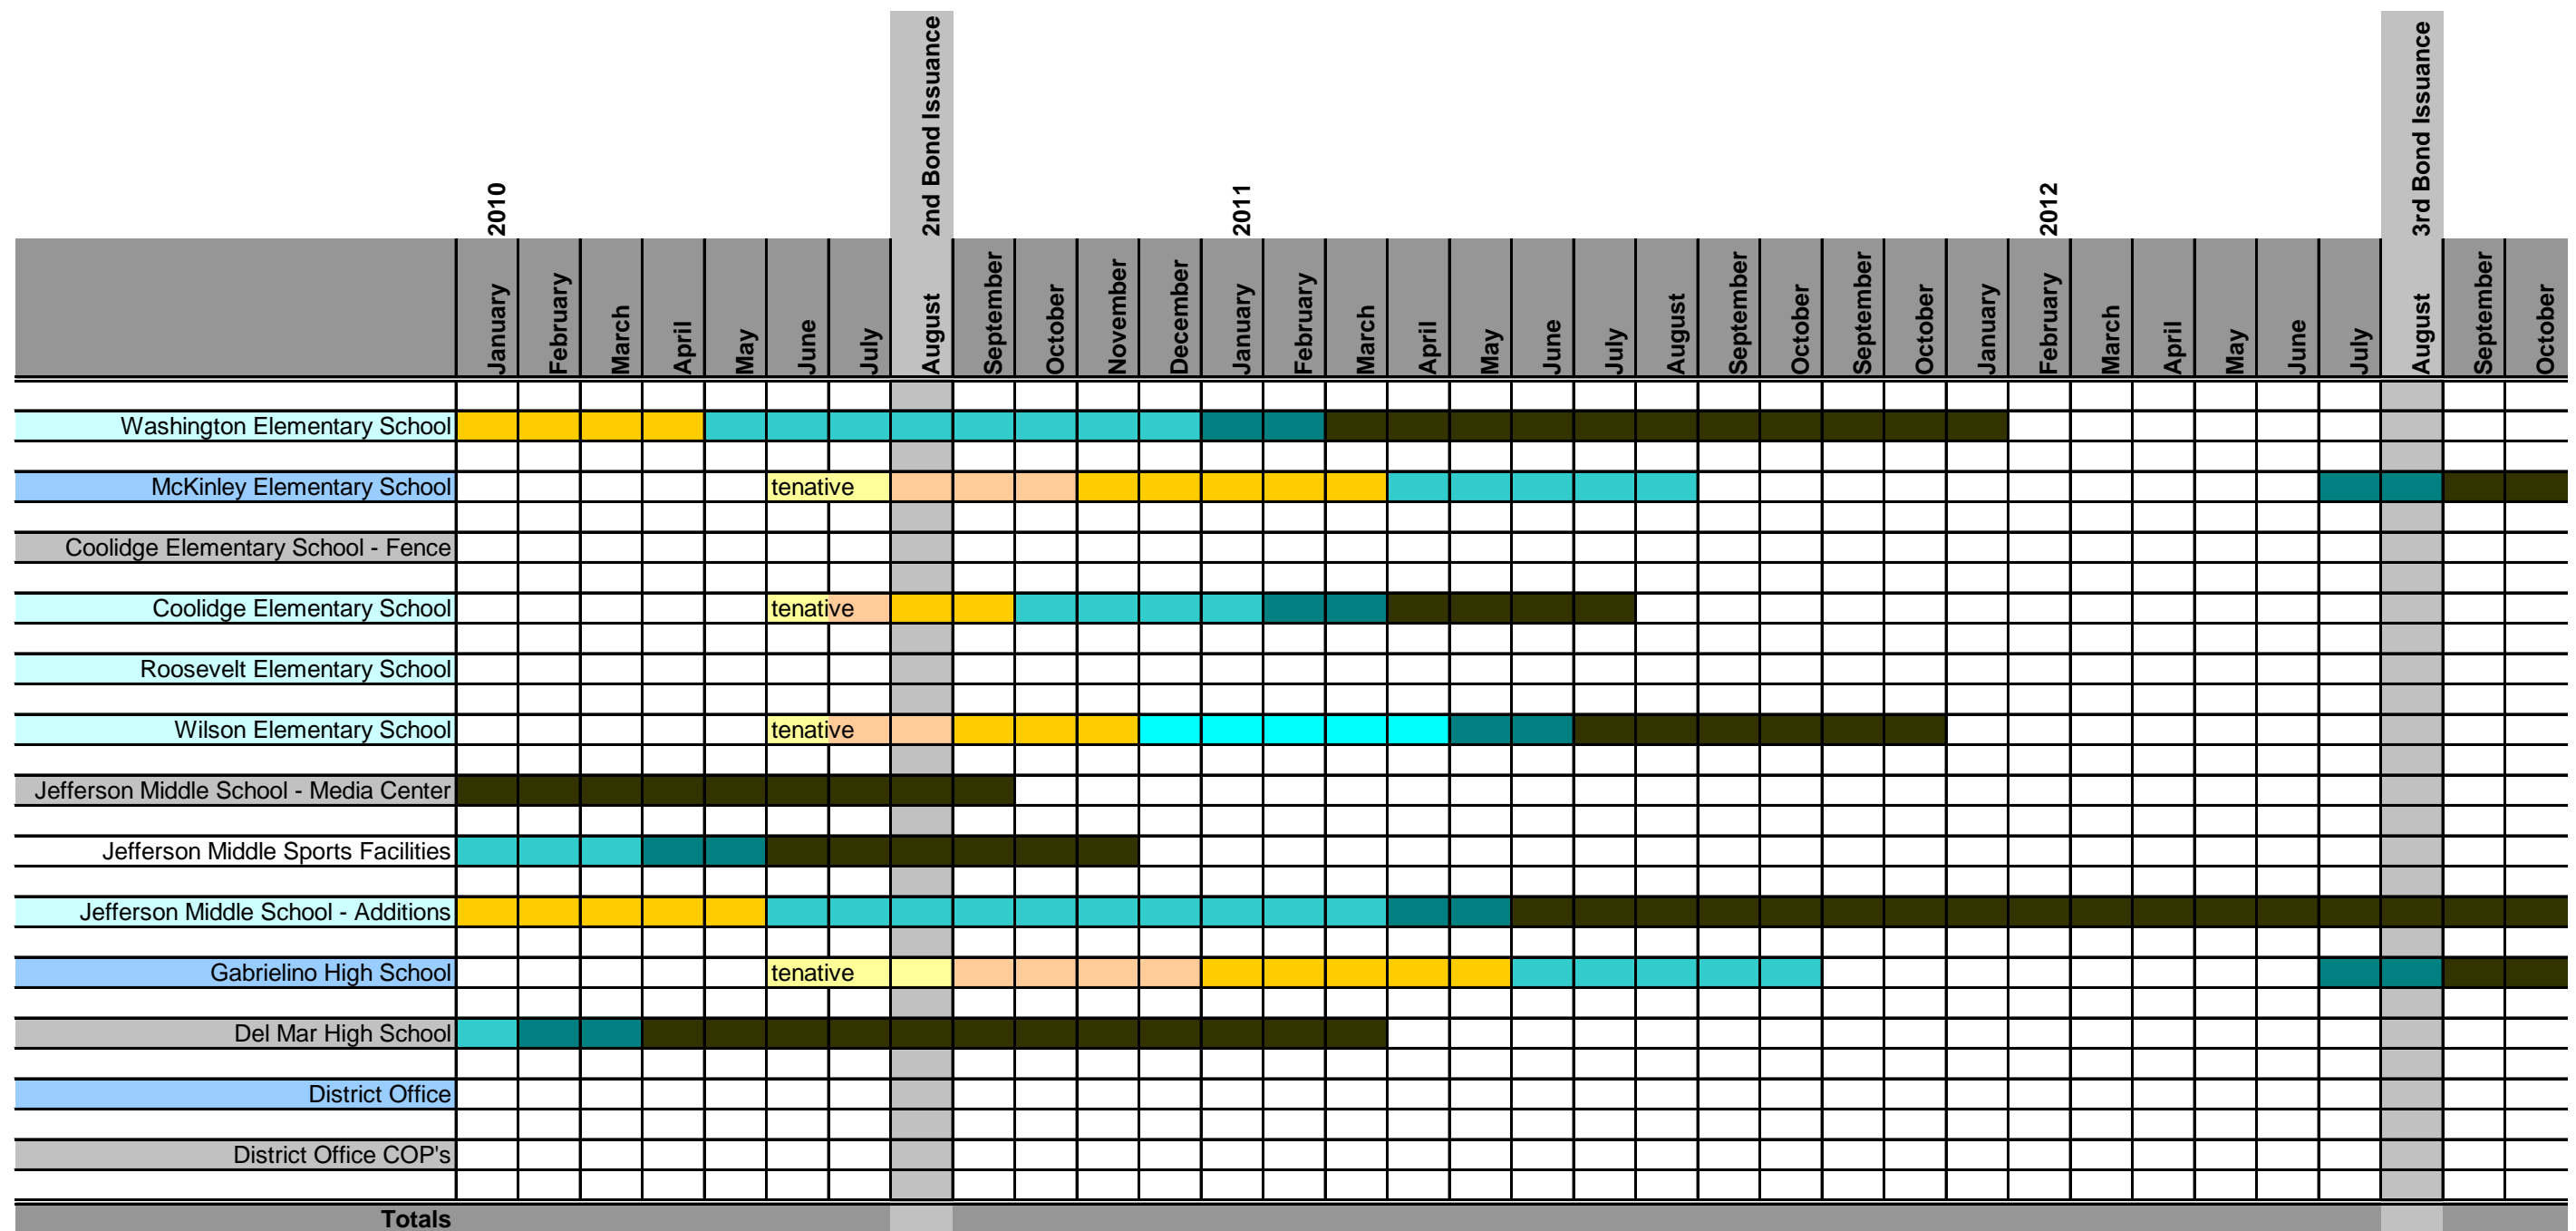 2010
2nd Bond Issuance
2011
2012
3rd Bond Issuance
January
February
March
April
May
June
July
August
September
October
November
December
January
February
March
April
May
June
July
August
September
October
September
October
January
February
March
April
May
June
July
August
September
October
Washington Elementary School
McKinley Elementary School
tenative
Coolidge Elementary School - Fence
Coolidge Elementary School
tenative
Roosevelt Elementary School
Wilson Elementary School
tenative
Jefferson Middle School - Media Center
Jefferson Middle Sports Facilities
Jefferson Middle School - Additions
Gabrielino High School
tenative
Del Mar High School
District Office
District Office COP's
Totals